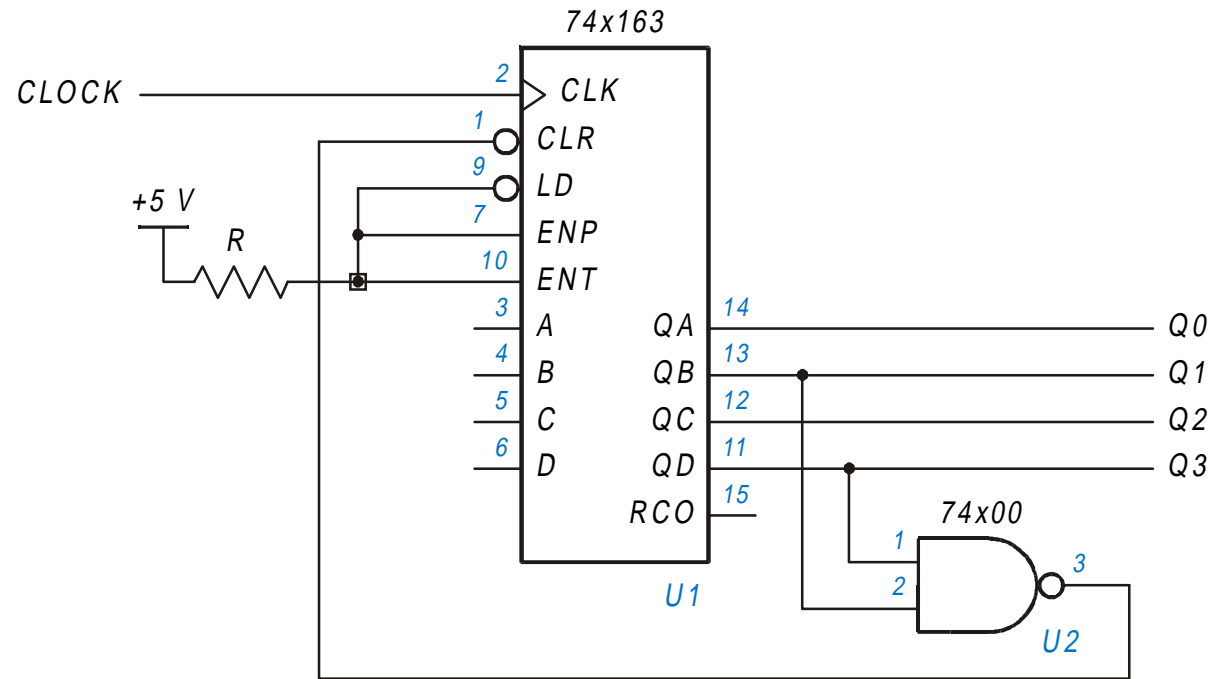 74x163
CLOCK
2
CLK
1
CLR
9
LD
+5 V
7
ENP
R
10
ENT
3
A
QA
14
Q0
4
B
QB
13
Q1
5
C
QC
12
Q2
6
D
QD
11
Q3
RCO
15
74x00
1
3
2
U1
U2